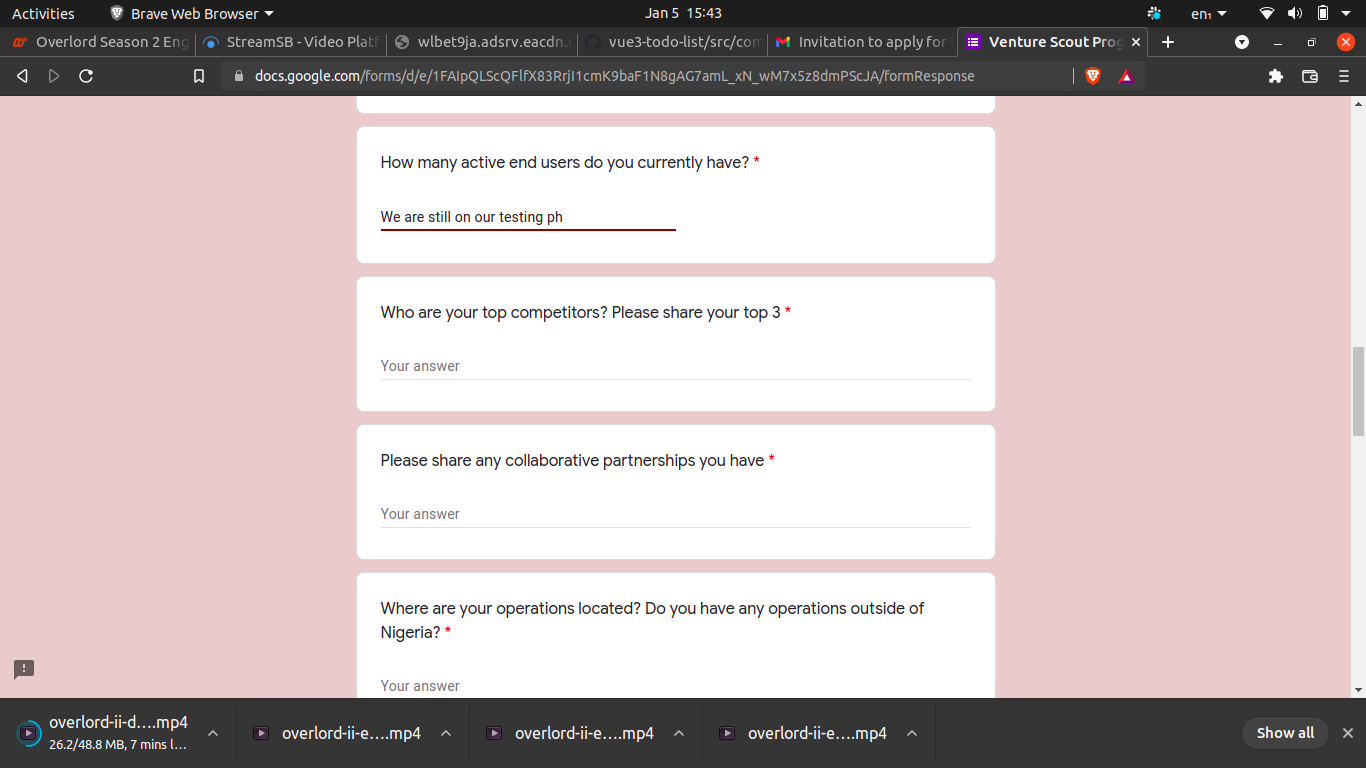 Activities
Brave Web Browser
Jan 5 15:43
en₁
Overlord Season 2 Eng
StreamSB - Video Platf
wlbet9ja.adsrv.eacdn.
vue3-todo-list/src/com
Invitation to apply for
Venture Scout Prog
docs.google.com/forms/d/e/1FAIpQLScQFlfX83RrjI1cmK9baF1N8gAG7amL_xN_wM7x5z8dmPScJA/formResponse
How many active end users do you currently have? *
We are still on our testing ph
Who are your top competitors? Please share your top 3 *
Your answer
Please share any collaborative partnerships you have *
Your answer
Where are your operations located? Do you have any operations outside of
Nigeria? *
Your answer
overlord-ii-d....mp4
26.2/48.8 MB, 7 mins l...
overlord-ii-e....mp4
overlord-ii-e....mp4
overlord-ii-e....mp4
Show all